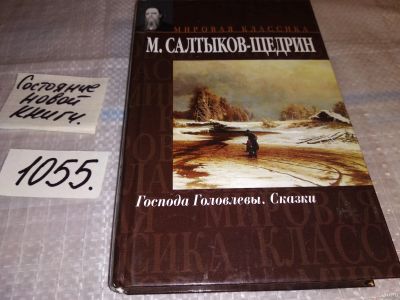 МИРОВАЯ КЛАССИКА
М. САЛТЫКОВ-ЩЕДРИН
Состояние
новой
книги.
1055.
Господа Головлевы. Сказки